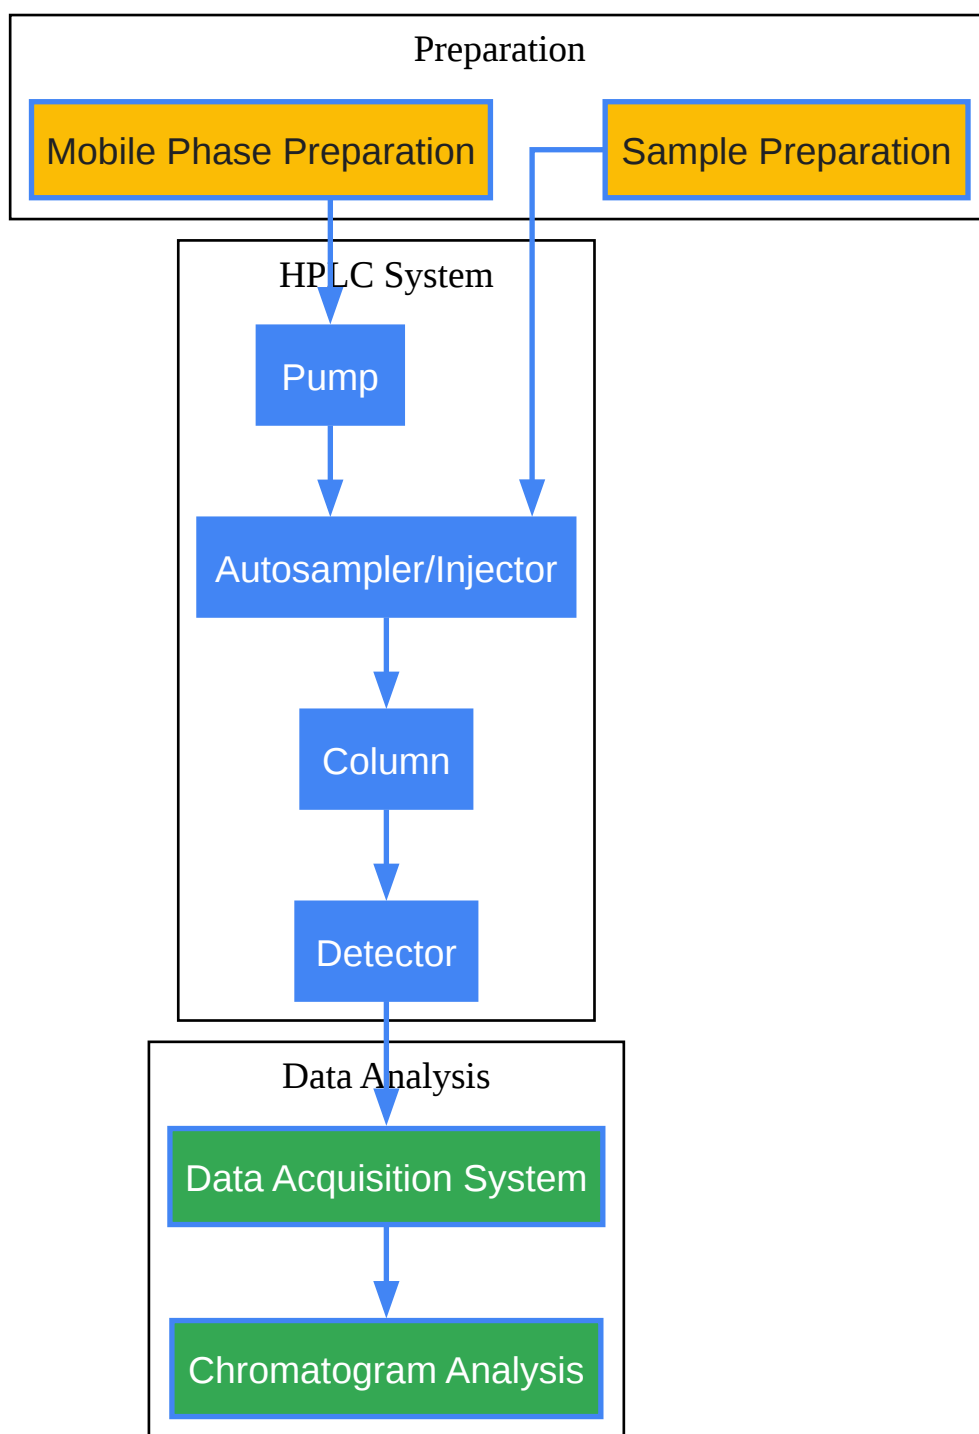 Preparation
Mobile Phase Preparation
Sample Preparation
HPLC System
Pump
Autosampler/Injector
Column
Detector
Data Analysis
Data Acquisition System
Chromatogram Analysis